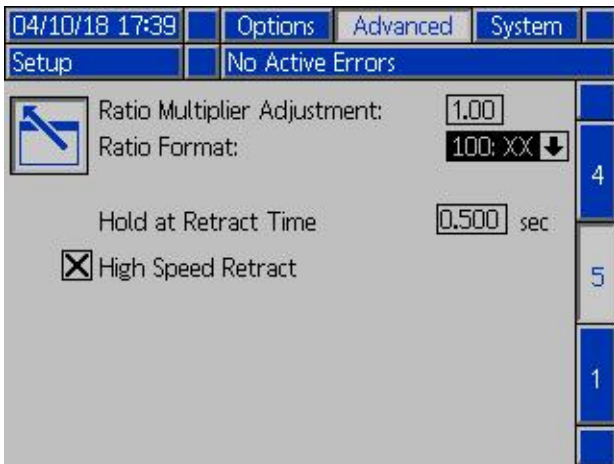 04/10/18 17:39 Options Advanced System
Setup No Active Errors
Ratio Multiplier Adjustment: 1.00
Ratio Format: 100: XX
4
Hold at Retract Time 0.500 sec
High Speed Retract
5
1